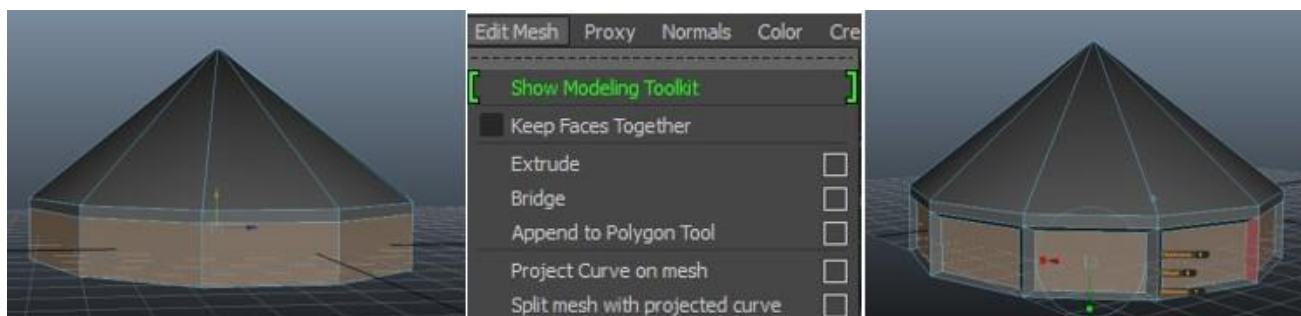 Edit Mesh Proxy Normals Color Cre
Show Modeling Toolkit
Keep Faces Together
Extrude
Bridge
Append to Polygon Tool
Project Curve on mesh
Split mesh with projected curve